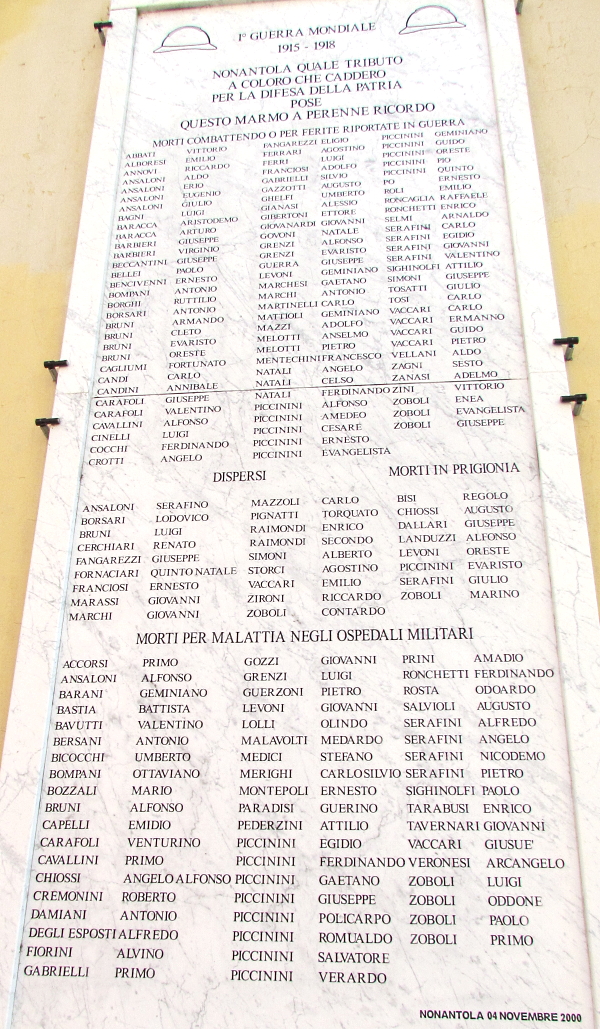 I° GUERRA MONDIALE
1915 - 1918
NONANTOLA QUALE TRIBUTO
A COLORO CHE CADDERO
PER LA DIFESA DELLA PATRIA
POSE
QUESTO MARMO A PERENNE RICORDO
MORTI COMBATTENDO O PER FERITE RIPORTATE IN GUERRA
ABBATI VITTORIO
ALBORESI EMILIO
ANNOVI RICCARDO
ANSALONI ALDO
ANSALONI ERIO
ANSALONI EUGENIO
ANSALONI GIULIO
BAGNI LUIGI
BARACCA ARISTODEMO
BARACCA ARTURO
BARBIERI GIUSEPPE
BARBIERI VIRGINIO
BECCANTINI GIUSEPPE
BELLEI PAOLO
BENCIVENNI ERNESTO
BOMPANI ANTONIO
BORGHI RUTTILIO
BORSARI ANTONIO
BRUNI ARMANDO
BRUNI CLETO
BRUNI EVARISTO
BRUNI ORESTE
CAGLIUMI FORTUNATO
CANDI CARLO
CANDINI ANNIBALE
CARAFOLI GIUSEPPE
CARAFOLI VALENTINO
CAVALLINI ALFONSO
CINELLI LUIGI
COCCHI FERDINANDO
CROTTI ANGELO
FANGAREZZI ELIGIO
FERRARI AGOSTINO
FERRI LUIGI
FRANCIOSI ADOLFO
GABRIELLI SILVIO
GAZZOTTI AUGUSTO
GHELFI UMBERTO
GIANASI ALESSIO
GIBERTONI ETTORE
GIOVANARDI GIOVANNI
GOVONI NATALE
GRENZI ALFONSO
GRENZI EVARISTO
GUERRA GIUSEPPE
LEVONI GEMINIANO
MARCHESI GAETANO
MARCHI ANTONIO
MARTINELLI CARLO
MATTIOLI GEMINIANO
MAZZI ADOLFO
MELOTTI ANSELMO
MELOTTI PIETRO
MENTECHINI FRANCESCO
NATALI ANGELO
NATALI CELSO
NATALI FERDINANDO
PICCININI ALFONSO
PICCININI AMEDEO
PICCININI CESARE
PICCININI ERNESTO
PICCININI EVANGELISTA
PICCININI GEMINIANO
PICCININI GUIDO
PICCININI ORESTE
PICCININI PIO
PICCININI QUINTO
PO ERNESTO
ROLI EMILIO
RONCAGLIA RAFFAELE
RONCHETTI ENRICO
SELMI ARNALDO
SERAFINI CARLO
SERAFINI EGIDIO
SERAFINI GIOVANNI
SERAFINI VALENTINO
SIGHINOLFI ATTILIO
SIMONI GIUSEPPE
TOSATTI GIULIO
TOSI CARLO
VACCARI CARLO
VACCARI ERMANNO
VACCARI GUIDO
VACCARI PIETRO
VELLANI ALDO
ZAGNI SESTO
ZANASI ADELMO
ZINI VITTORIO
ZOBOLI ENEA
ZOBOLI EVANGELISTA
ZOBOLI GIUSEPPE
DISPERSI
ANSALONI SERAFINO
BORSARI LODOVICO
BRUNI LUIGI
CERCHIARI RENATO
FANGAREZZI GIUSEPPE
FORNACIARI QUINTO NATALE
FRANCIOSI ERNESTO
MARASSI GIOVANNI
MARCHI GIOVANNI
MAZZOLI CARLO
PIGNATTI TORQUATO
RAIMONDI ENRICO
RAIMONDI SECONDO
SIMONI ALBERTO
STORCI AGOSTINO
VACCARI EMILIO
ZIRONI RICCARDO
ZOBOLI CONTARDO
MORTI IN PRIGIONIA
BISI REGOLO
CHIOSSI AUGUSTO
DALLARI GIUSEPPE
LANDUZZI ALFONSO
LEVONI ORESTE
PICCININI EVARISTO
SERAFINI GIULIO
ZOBOLI MARINO
MORTI PER MALATTIA NEGLI OSPEDALI MILITARI
ACCORSI PRIMO
ANSALONI ALFONSO
BARANI GEMINIANO
BASTIA BATTISTA
BAVUTTI VALENTINO
BERSANI ANTONIO
BICOCCHI UMBERTO
BOMPANI OTTAVIANO
BOZZALI MARIO
BRUNI ALFONSO
CAPELLI EMIDIO
CARAFOLI VENTURINO
CAVALLINI PRIMO
CHIOSSI ANGELO ALFONSO
CREMONINI ROBERTO
DAMIANI ANTONIO
DEGLI ESPOSTI ALFREDO
FIORINI ALVINO
GABRIELLI PRIMO
GOZZI GIOVANNI
GRENZI LUIGI
GUERZONI PIETRO
LEVONI GIOVANNI
LOLLI OLINDO
MALAVOLTI MEDARDO
MEDICI STEFANO
MERIGHI CARLO SILVIO
MONTEPOLI ERNESTO
PARADISI GUERINO
PEDERZINI ATTILIO
PICCININI EGIDIO
PICCININI FERDINANDO
PICCININI GAETANO
PICCININI GIUSEPPE
PICCININI POLICARPO
PICCININI ROMUALDO
PICCININI SALVATORE
PICCININI VERARDO
PRINI AMADIO
RONCHETTI FERDINANDO
ROSTA ODOARDO
SALVIOLI AUGUSTO
SERAFINI ALFREDO
SERAFINI ANGELO
SERAFINI NICODEMO
SERAFINI PIETRO
SIGHINOLFI PAOLO
TARABUSI ENRICO
TAVERNARI GIOVANNI
VACCARI GIUSUE'
VERONESI ARCANGELO
ZOBOLI LUIGI
ZOBOLI ODDONE
ZOBOLI PAOLO
ZOBOLI PRIMO
NONANTOLA 04 NOVEMBRE 2000